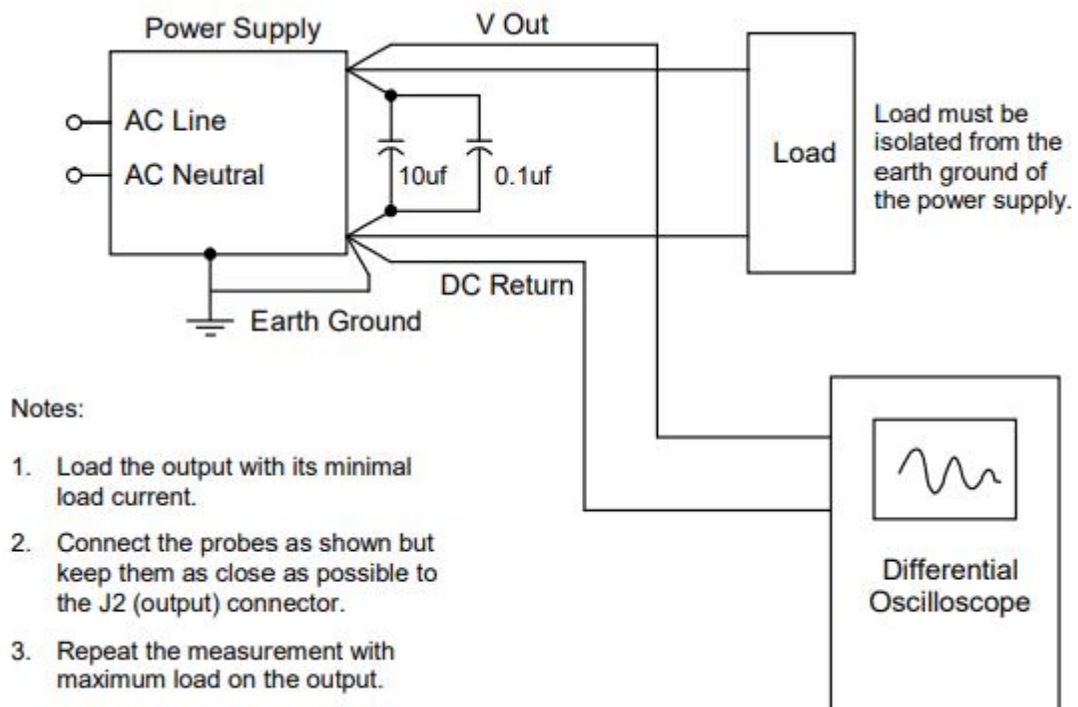 Power Supply
V Out
AC Line
AC Neutral
10uf
0.1uf
Load
Load must be
isolated from the
earth ground of
the power supply.
DC Return
Earth Ground
Notes:
1. Load the output with its minimal
load current.
2. Connect the probes as shown but
keep them as close as possible to
the J2 (output) connector.
3. Repeat the measurement with
maximum load on the output.
Differential
Oscilloscope